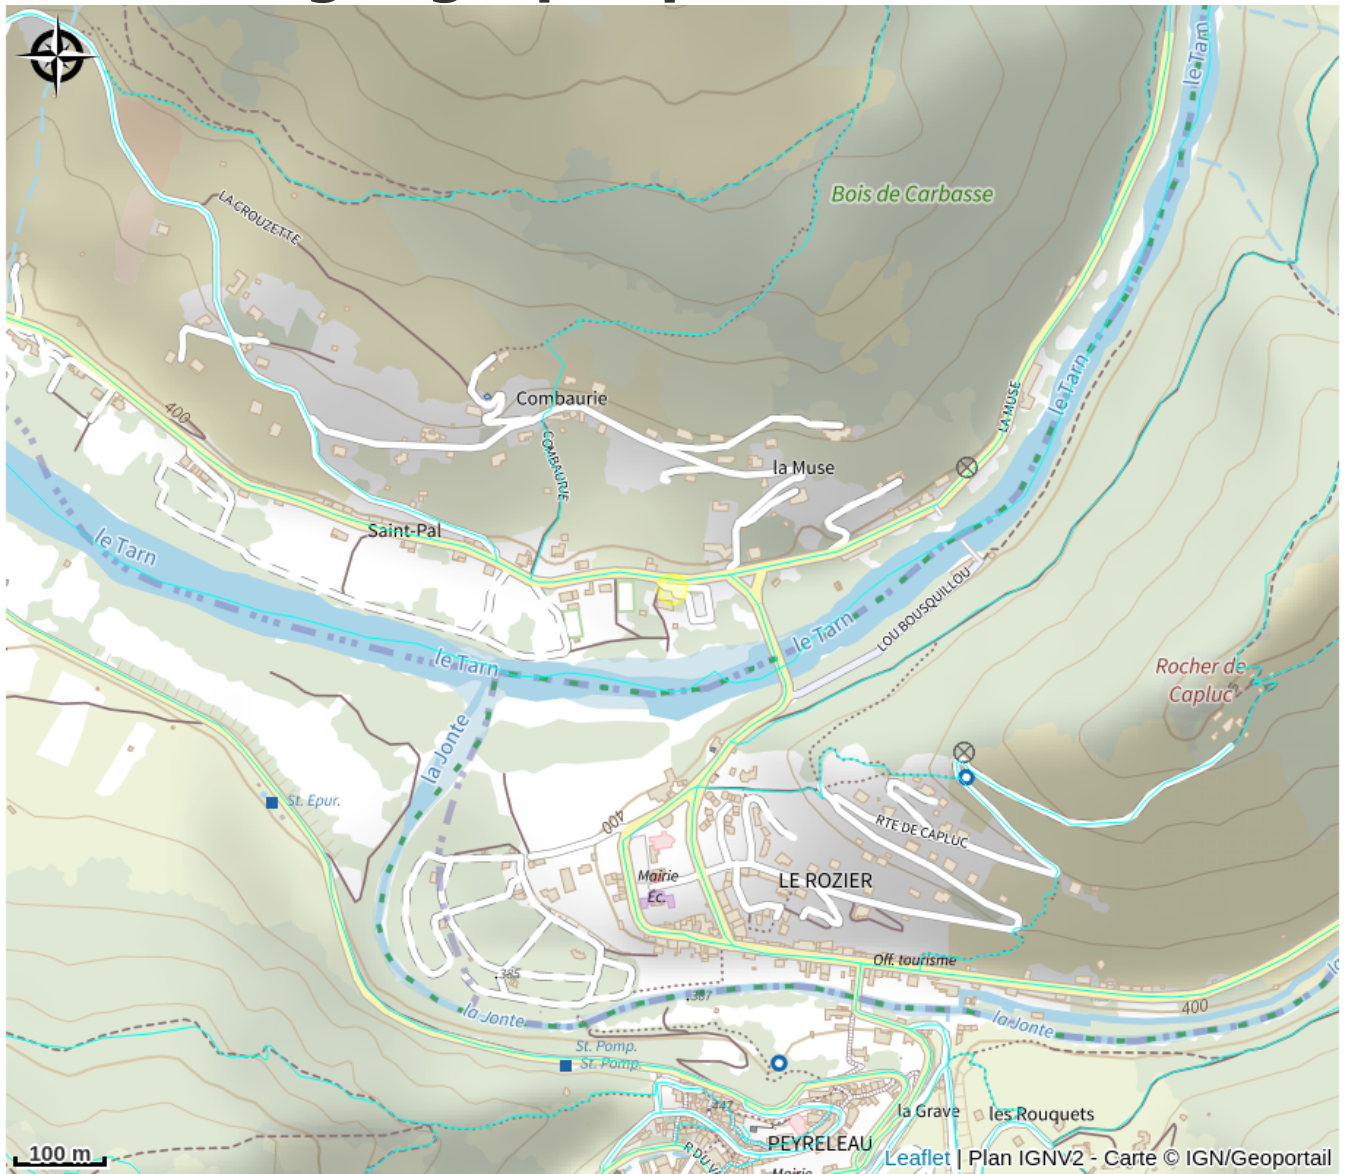 le Tarn
Bois de Carbasse
LA CROUZETTE
le Tarn
LA MUSE
Combaurie
400
COMBAURIE
la Muse
Saint-Pal
le Tarn
LOU BOUSQUILLOU
le Tarn
le Tarn
Rocher de
Capluc
la Jonte
St. Epur.
400
RTE DE CAPLUC
Mairie
Ec.
LE ROZIER
Off. tourisme
385
387
400
la Jonte
la Jonte
St. Pomp.
St. Pomp.
447
la Grave
les Rouquets
PEYRELEAU
Mairie
100 m
Leaflet | Plan IGNV2 - Carte © IGN/Geoportail